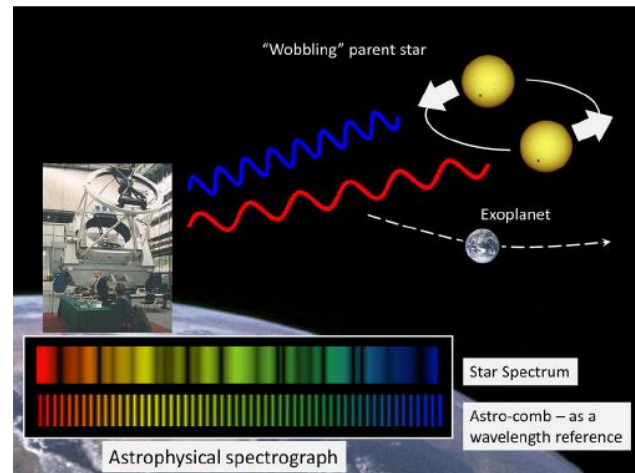 “Wobbling” parent star
Exoplanet
Star Spectrum
Astro-comb – as a
wavelength reference
Astrophysical spectrograph